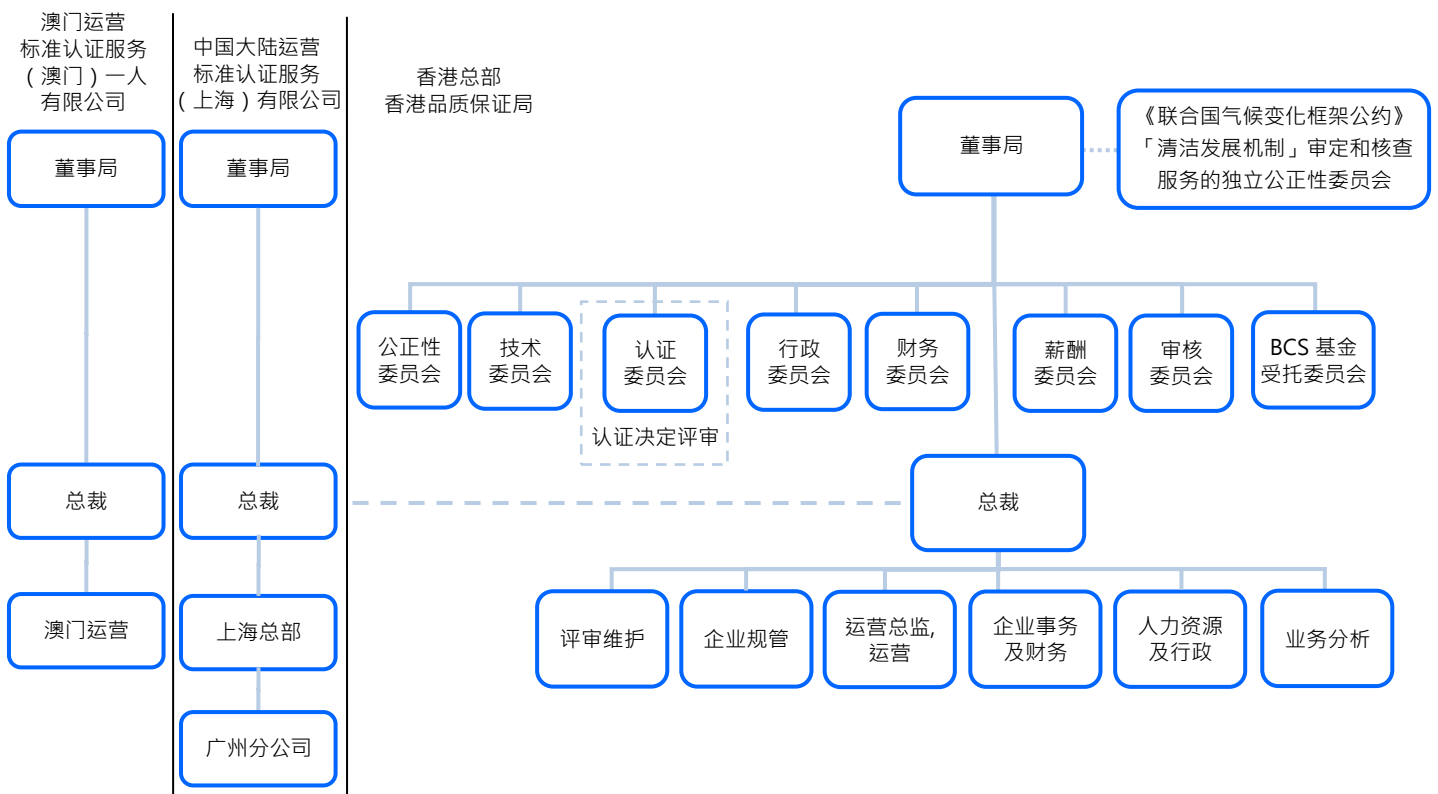 澳门运营
标准认证服务
（澳门）一人
有限公司
中国大陆运营
标准认证服务
（上海）有限公司
香港总部
香港品质保证局
董事局
董事局
董事局
《联合国气候变化框架公约》
「清洁发展机制」审定和核查
服务的独立公正性委员会
公正性
委员会
技术
委员会
认证
委员会
行政
委员会
财务
委员会
薪酬
委员会
审核
委员会
BCS 基金
受托委员会
认证决定评审
总裁
总裁
总裁
澳门运营
上海总部
评审维护
企业规管
运营总监,
运营
企业事务
及财务
人力资源
及行政
业务分析
广州分公司